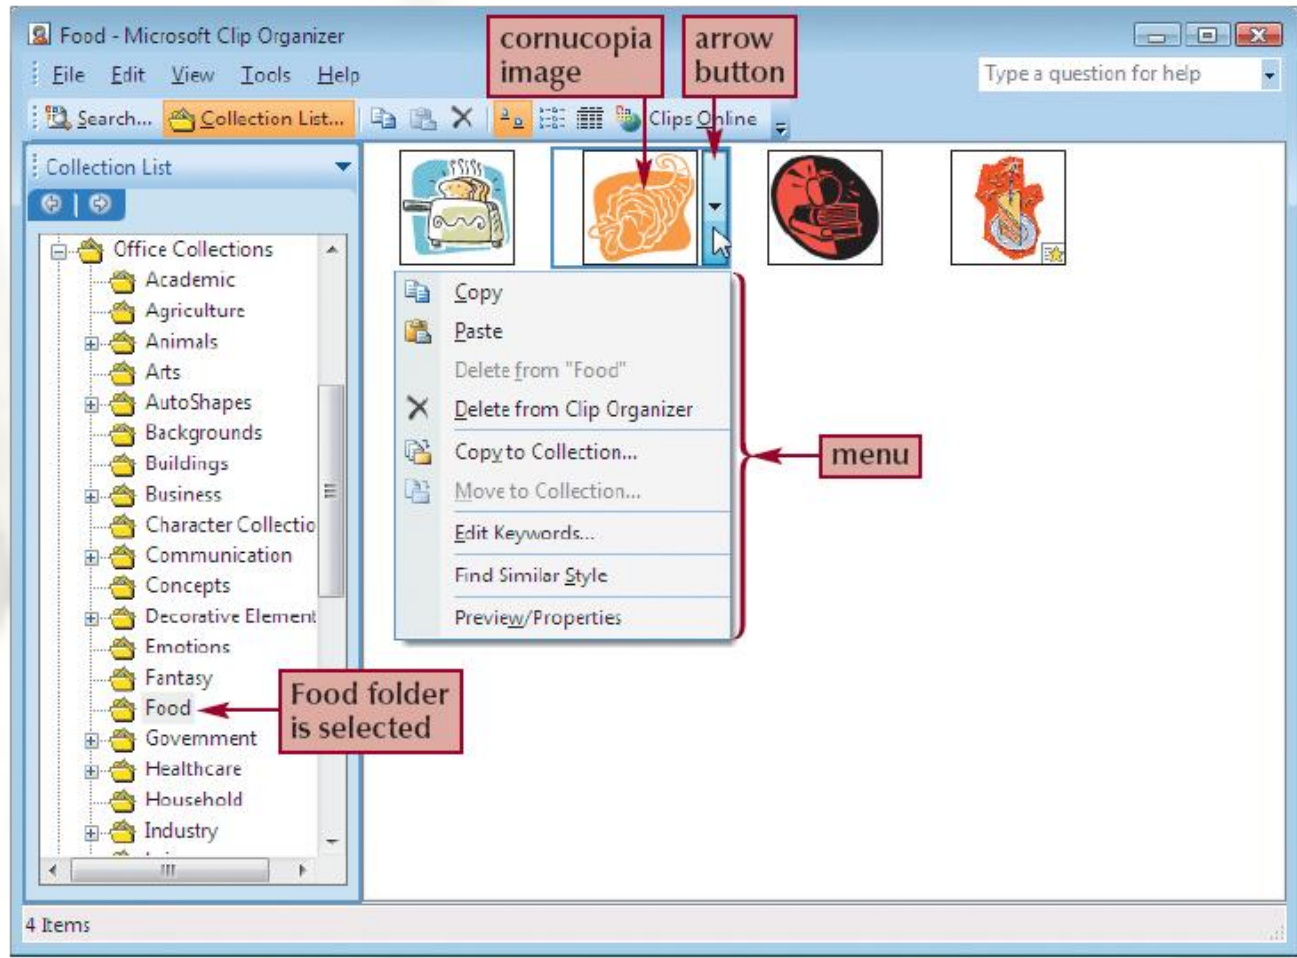 Food - Microsoft Clip Organizer
cornucopia
image
arrow
button
File Edit View Tools Help
Type a question for help
Search... Collection List... Clips Online
Collection List
Office Collections
Academic
Agriculture
Animals
Arts
AutoShapes
Backgrounds
Buildings
Business
Character Collectio
Communication
Concepts
Decorative Element
Emotions
Fantasy
Food
Government
Healthcare
Household
Industry
Food folder
is selected
Copy
Paste
Delete from "Food"
Delete from Clip Organizer
Copy to Collection...
Move to Collection...
Edit Keywords...
Find Similar Style
Preview/Properties
menu
4 Items